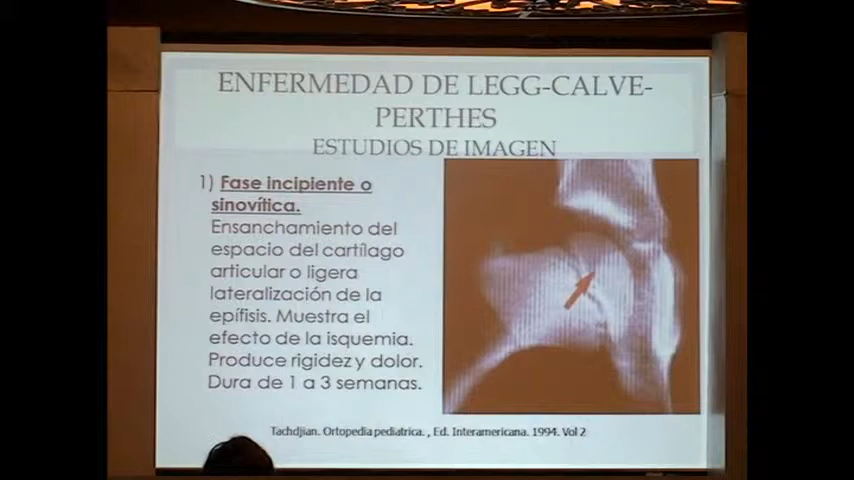 ENFERMEDAD DE LEGG-CALVE-
PERTHES
ESTUDIOS DE IMAGEN
1) Fase incipiente o
sinovítica.
Ensanchamiento del
espacio del cartílago
articular o ligera
lateralización de la
epífisis. Muestra el
efecto de la isquemia.
Produce rigidez y dolor.
Dura de 1 a 3 semanas.
Tachdjian. Ortopedia pediatrica. , Ed. Interamericana. 1994. Vol 2